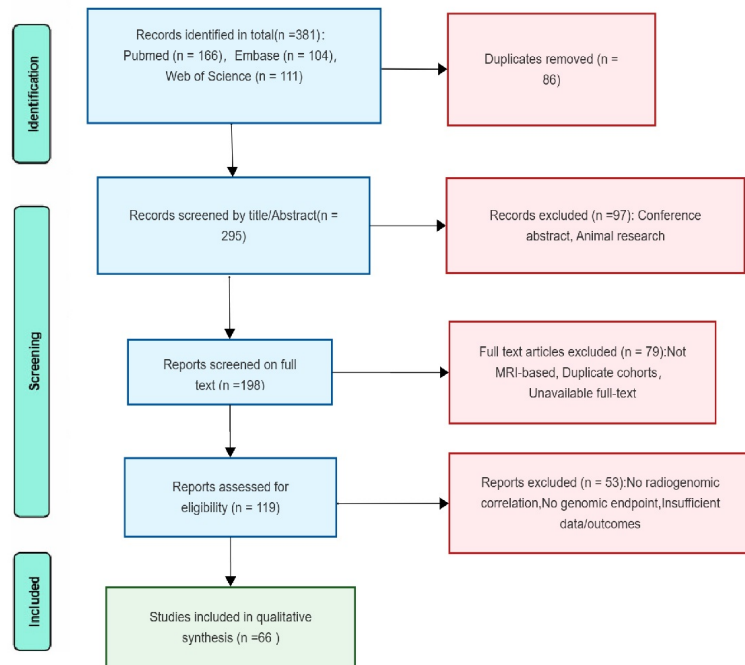 Identification
Records identified in total(n =381):
Pubmed (n = 166), Embase (n = 104),
Web of Science (n = 111)
Duplicates removed (n =
86)
Screening
Records screened by title/Abstract(n =
295)
Records excluded (n =97): Conference
abstract, Animal research
Reports screened on full
text (n =198)
Full text articles excluded (n = 79):Not
MRI-based, Duplicate cohorts,
Unavailable full-text
Reports assessed for
eligibility (n = 119)
Reports excluded (n = 53):No radiogenomic
correlation,No genomic endpoint,Insufficient
data/outcomes
Included
Studies included in qualitative
synthesis (n =66 )